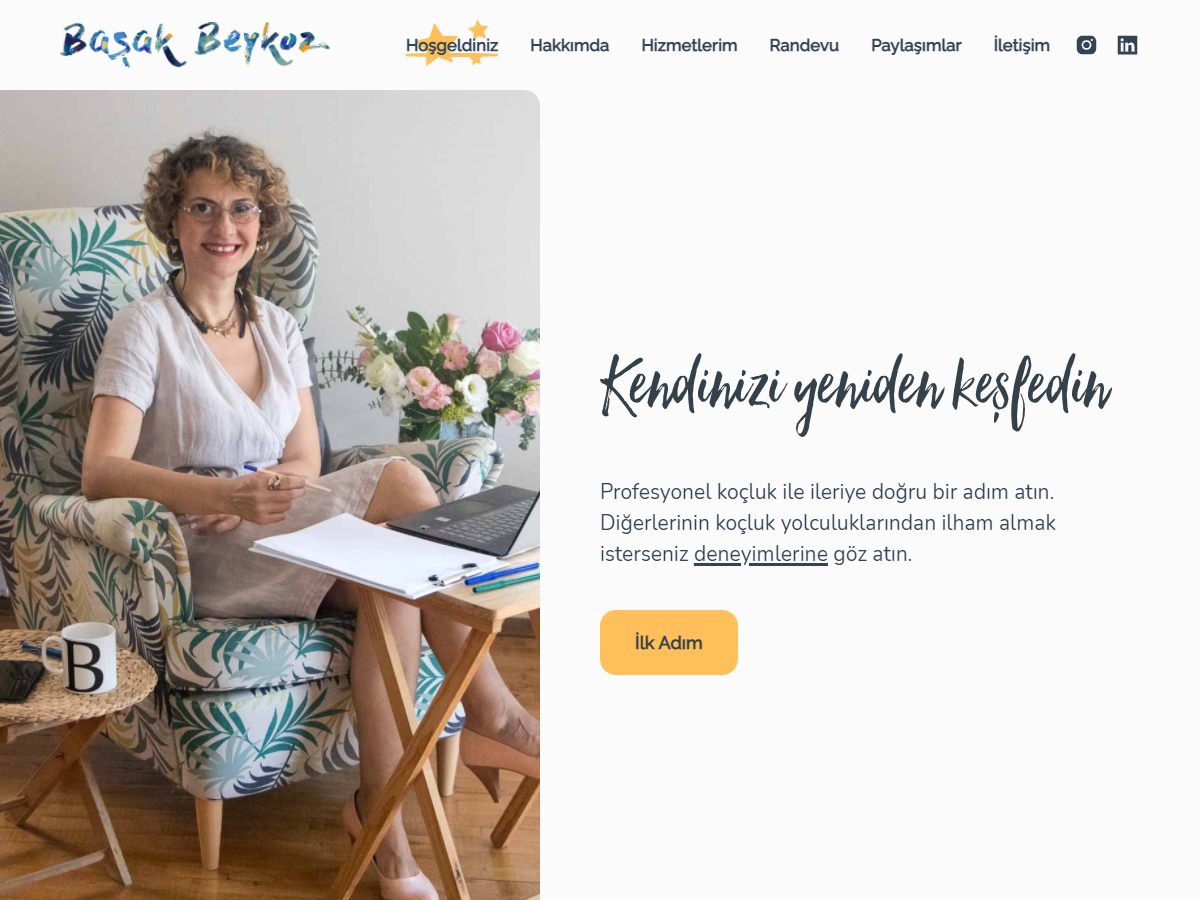 Başak Beykoz
Hoşgeldiniz Hakkımda Hizmetlerim Randevu Paylaşımlar İletişim
Kendinizi yeniden keşfedin
Profesyonel koçluk ile ileriye doğru bir adım atın.
Diğerlerinin koçluk yolculuklarından ilham almak
isterseniz deneyimlerine göz atın.
İlk Adım
B